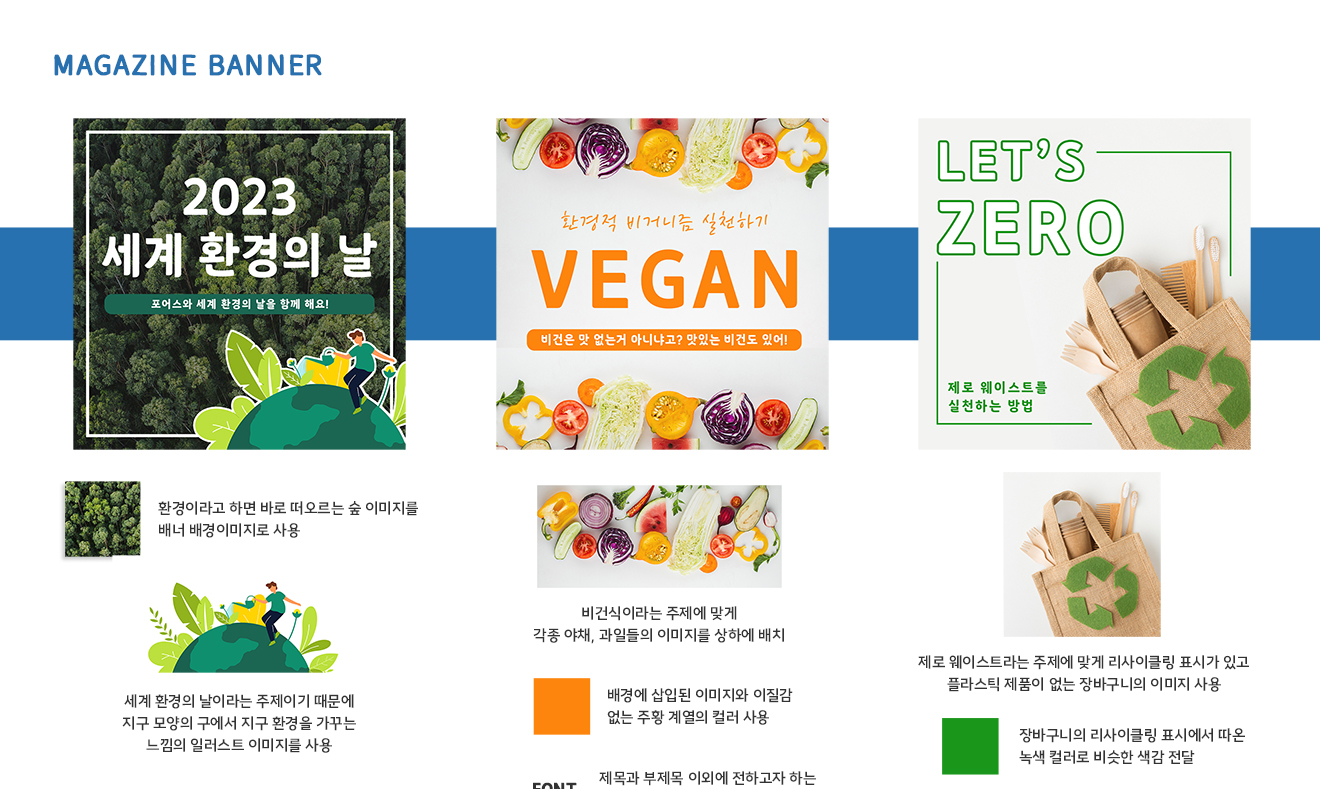 MAGAZINE BANNER
2023
세계 환경의 날
포어스와 세계 환경의 날을 함께 해요!
환경이라고 하면 바로 떠오르는 숲 이미지를
배너 배경이미지로 사용
세계 환경의 날이라는 주제이기 때문에
지구 모양의 구에서 지구 환경을 가꾸는
느낌의 일러스트 이미지를 사용
환경적 비거니즘 실천하기
VEGAN
비건은 맛 없는거 아니냐고? 맛있는 비건도 있어!
비건식이라는 주제에 맞게
각종 야채, 과일들의 이미지를 상하에 배치
배경에 삽입된 이미지와 이질감
없는 주황 계열의 컬러 사용
FONT
제목과 부제목 이외에 전하고자 하는
LET'S
ZERO
제로 웨이스트를
실천하는 방법
제로 웨이스트라는 주제에 맞게 리사이클링 표시가 있고
플라스틱 제품이 없는 장바구니의 이미지 사용
장바구니의 리사이클링 표시에서 따온
녹색 컬러로 비슷한 색감 전달